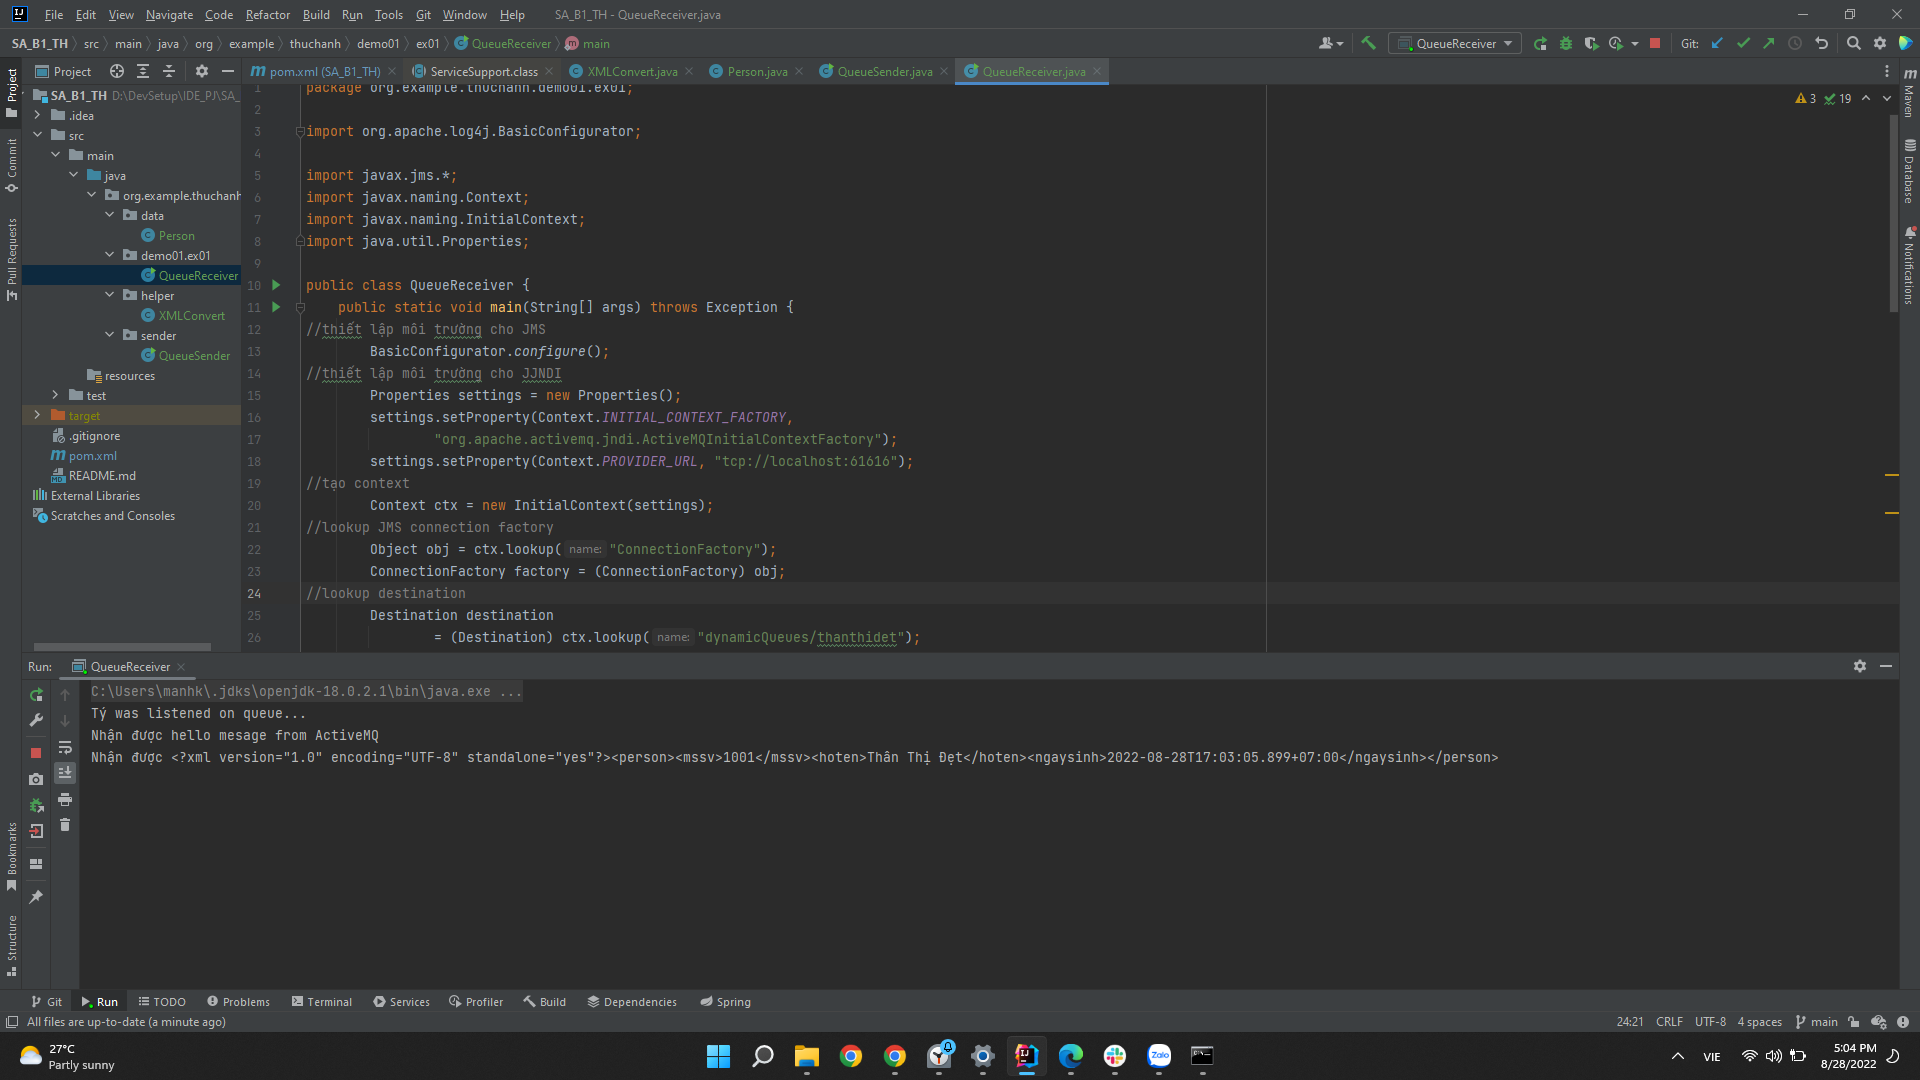 File Edit View Navigate Code Refactor Build Run Tools Git Window Help SA_B1_TH - QueueReceiver.java
SA_B1_TH src main java org example thuchanh demo01 ex01 QueueReceiver main QueueReceiver Git:
Project pom.xml (SA_B1_TH) ServiceSupport.class XMLConvert.java Person.java QueueSender.java QueueReceiver.java
SA_B1_TH D:\DevSetup\IDE_PJ\SA_
.idea
src
main
java
org.example.thuchanh
data
Person
demo01.ex01
QueueReceiver
helper
XMLConvert
sender
QueueSender
resources
test
target
.gitignore
pom.xml
README.md
External Libraries
Scratches and Consoles
Project
Commit
Pull Requests
Bookmarks
Structure
Maven
Database
Notifications
3 19
1 package org.example.thuchanh.demo01.ex01;
2
3 import org.apache.log4j.BasicConfigurator;
4
5 import javax.jms.*;
6 import javax.naming.Context;
7 import javax.naming.InitialContext;
8 import java.util.Properties;
9
10 public class QueueReceiver {
11 public static void main(String[] args) throws Exception {
12 //thiết lập môi trường cho JMS
13 BasicConfigurator.configure();
14 //thiết lập môi trường cho JJNDI
15 Properties settings = new Properties();
16 settings.setProperty(Context.INITIAL_CONTEXT_FACTORY,
17 "org.apache.activemq.jndi.ActiveMQInitialContextFactory");
18 settings.setProperty(Context.PROVIDER_URL, "tcp://localhost:61616");
19 //tạo context
20 Context ctx = new InitialContext(settings);
21 //lookup JMS connection factory
22 Object obj = ctx.lookup( name: "ConnectionFactory");
23 ConnectionFactory factory = (ConnectionFactory) obj;
24 //lookup destination
25 Destination destination
26 = (Destination) ctx.lookup( name: "dynamicQueues/thanthidet");
Run: QueueReceiver
C:\Users\manhk\.jdks\openjdk-18.0.2.1\bin\java.exe ...
Tý was listened on queue...
Nhận được hello mesage from ActiveMQ
Nhận được <?xml version="1.0" encoding="UTF-8" standalone="yes"?><person><mssv>1001</mssv><hoten>Thân Thị Đẹt</hoten><ngaysinh>2022-08-28T17:03:05.899+07:00</ngaysinh></person>
Git Run TODO Problems Terminal Services Profiler Build Dependencies Spring
All files are up-to-date (a minute ago) 24:21 CRLF UTF-8 4 spaces main
27°C
Partly sunny
Zalo
VIE
5:04 PM
8/28/2022